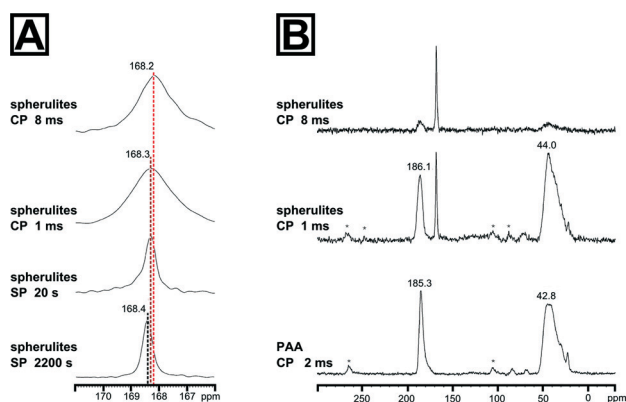 A
168.2
spherulites
CP 8 ms
168.3
spherulites
CP 1 ms
spherulites
SP 20 s
168.4
spherulites
SP 2200 s
170 169 168 167 ppm
B
spherulites
CP 8 ms
44.0
186.1
spherulites
CP 1 ms
* * * *
185.3
42.8
PAA
CP 2 ms
* *
250 200 150 100 50 0 ppm